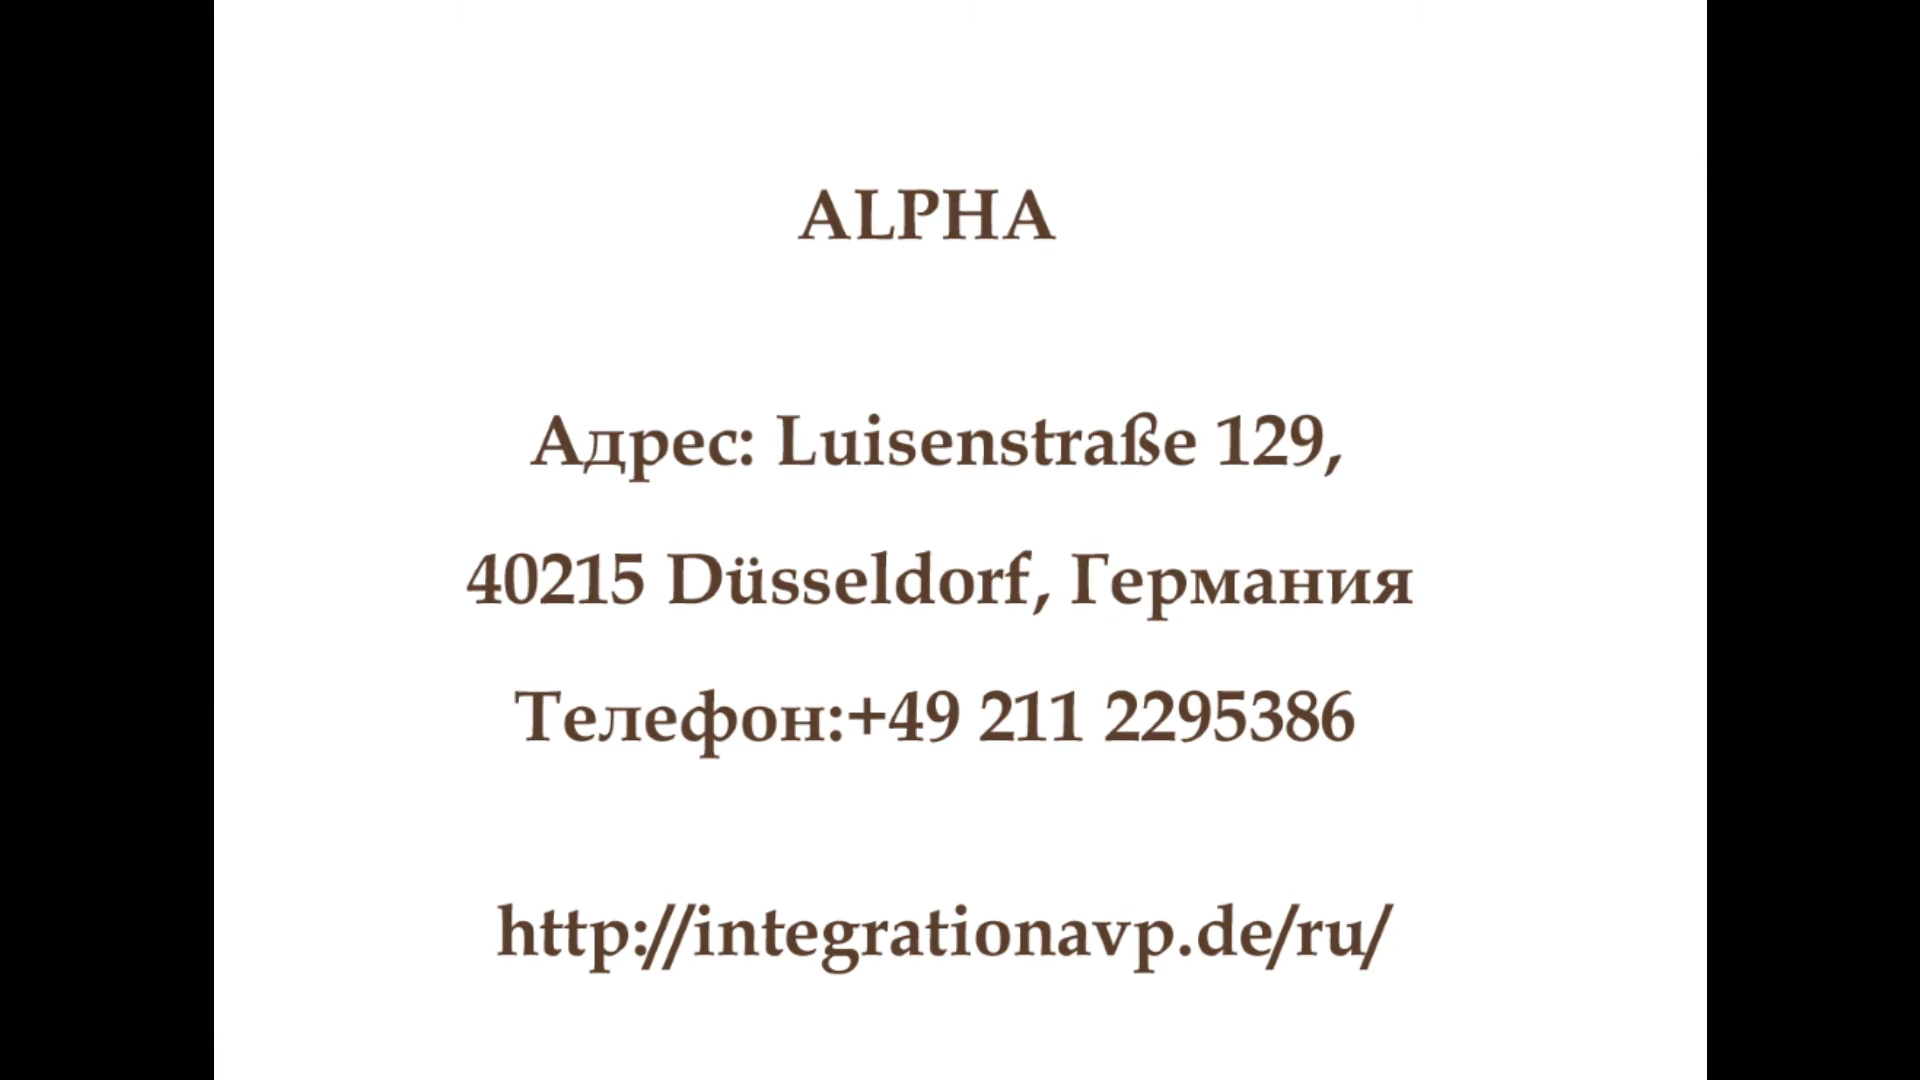 ALPHA
Адрес: Luisenstraße 129,
40215 Düsseldorf, Германия
Телефон:+49 211 2295386
http://integrationavp.de/ru/